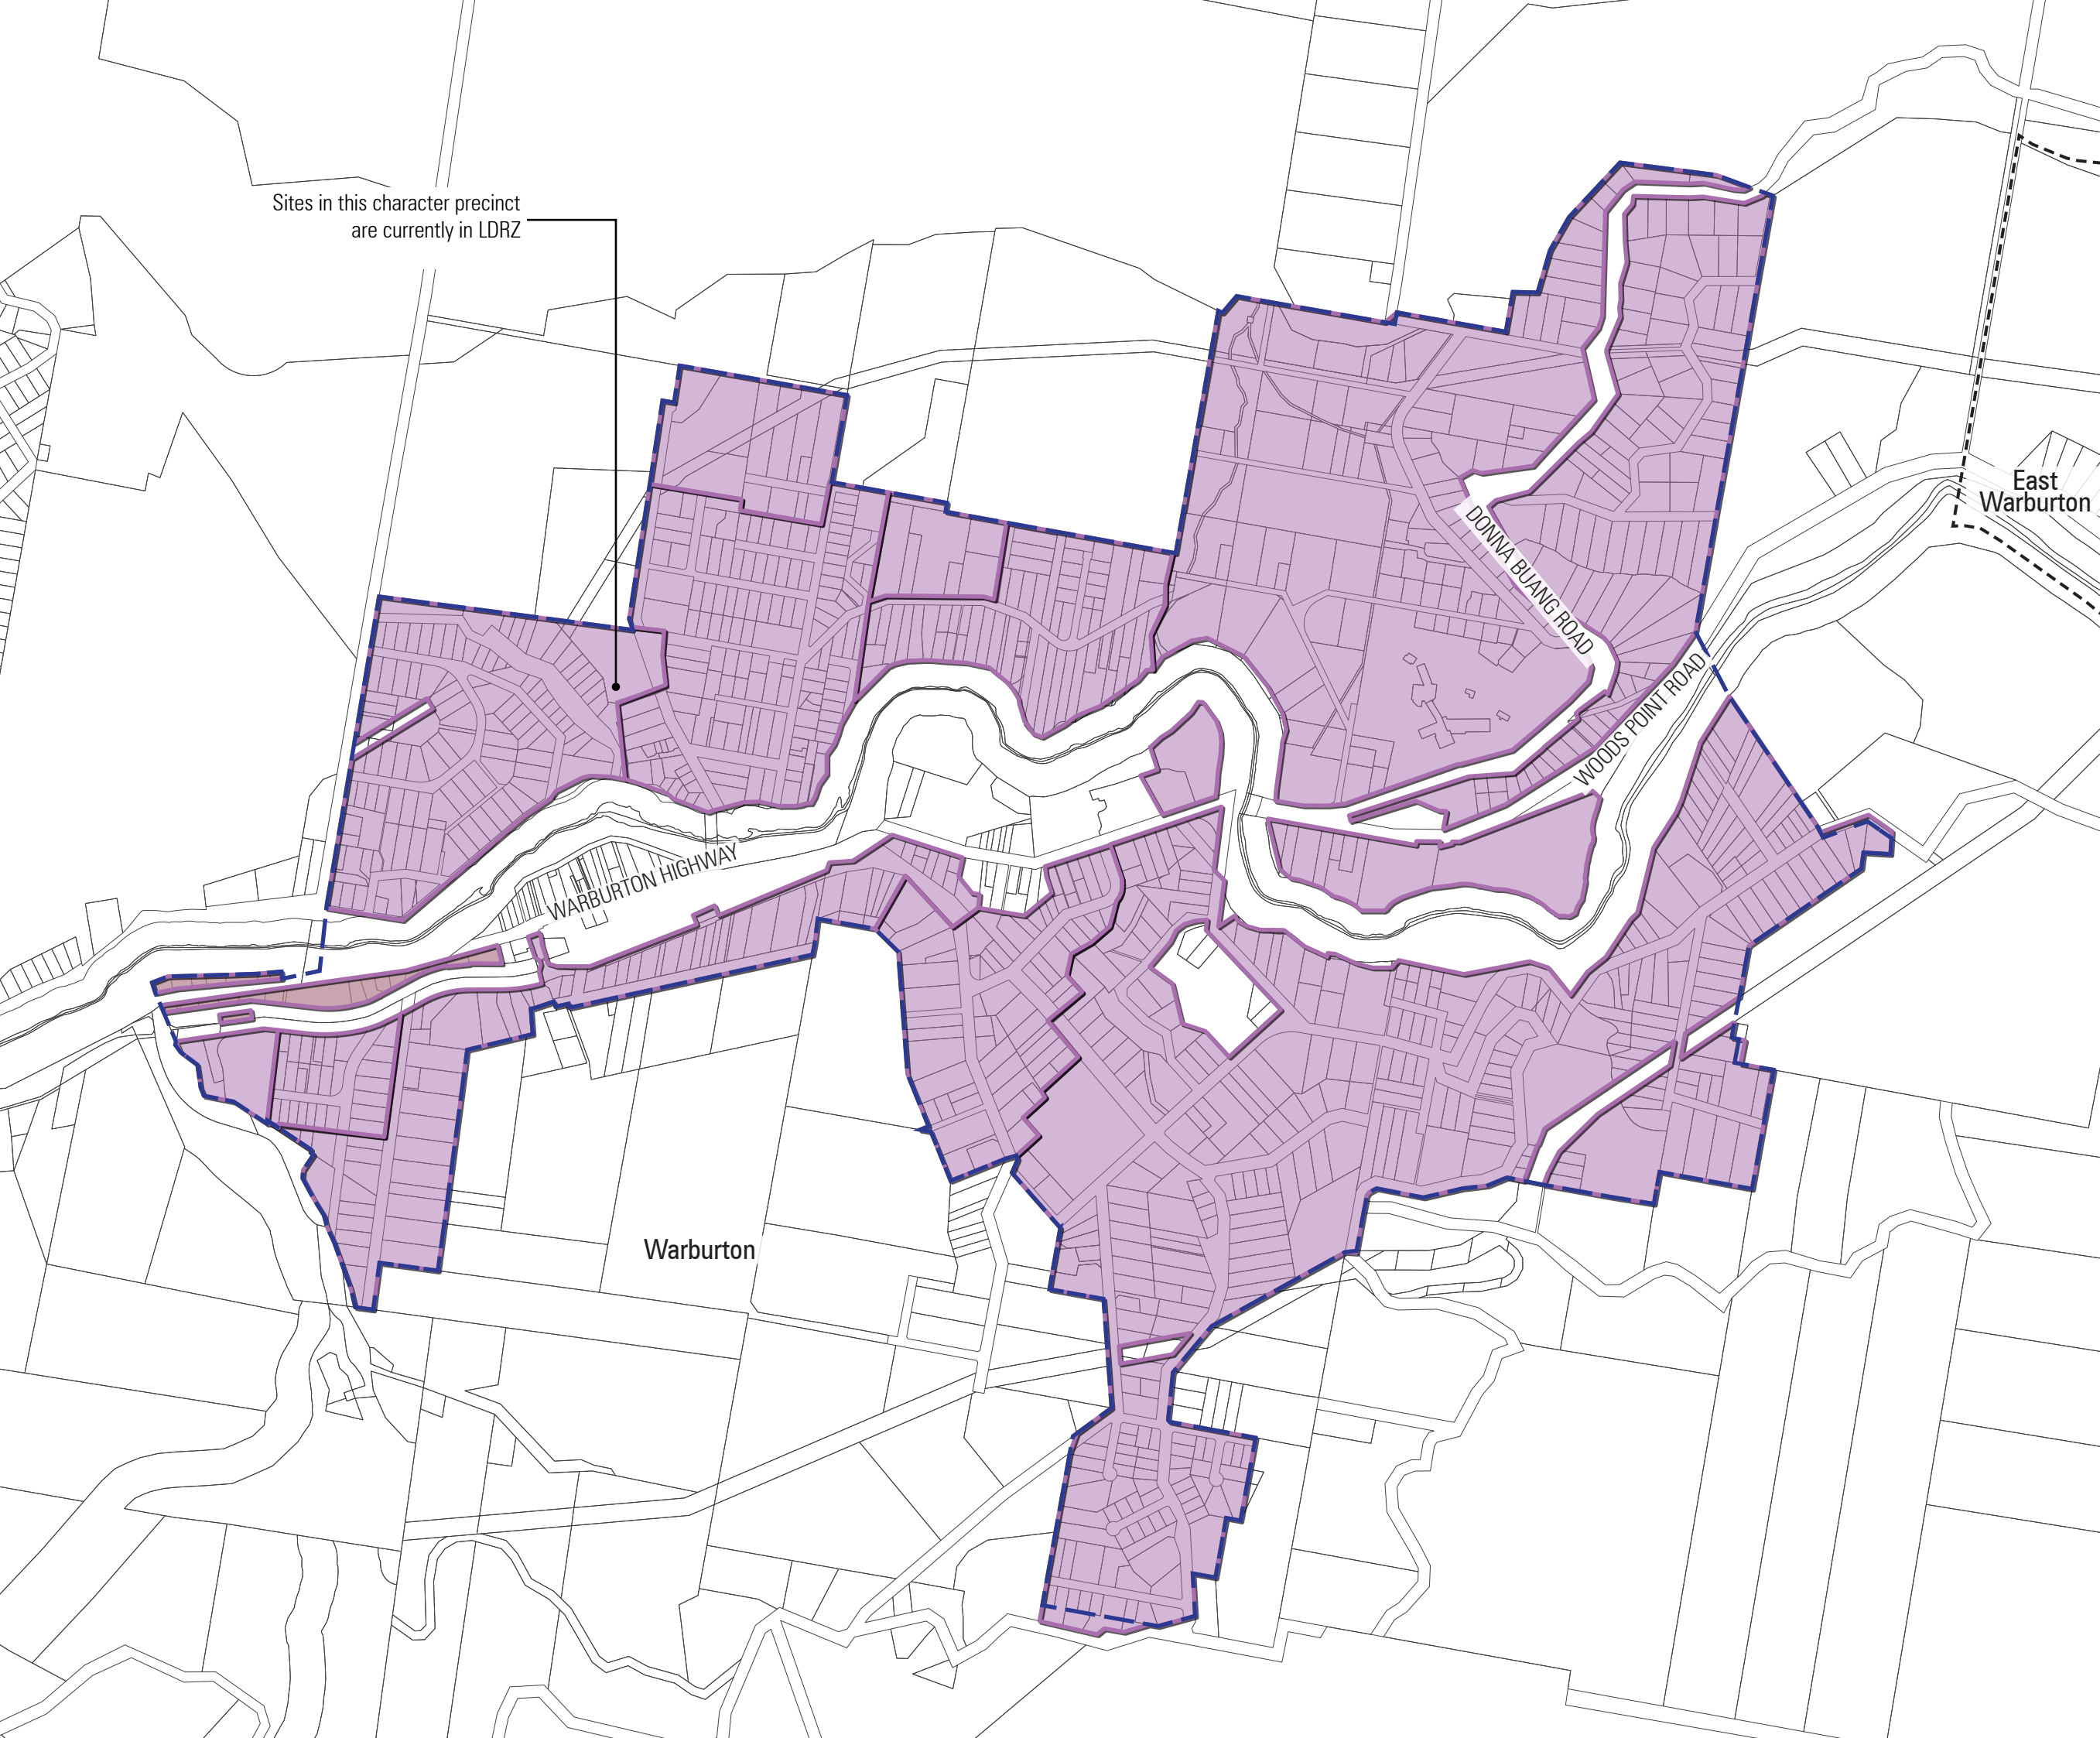 Sites in this character precinct
are currently in LDRZ
East
Warburton
DONNA BUANG ROAD
WOODS POINT ROAD
WARBURTON HIGHWAY
Warburton